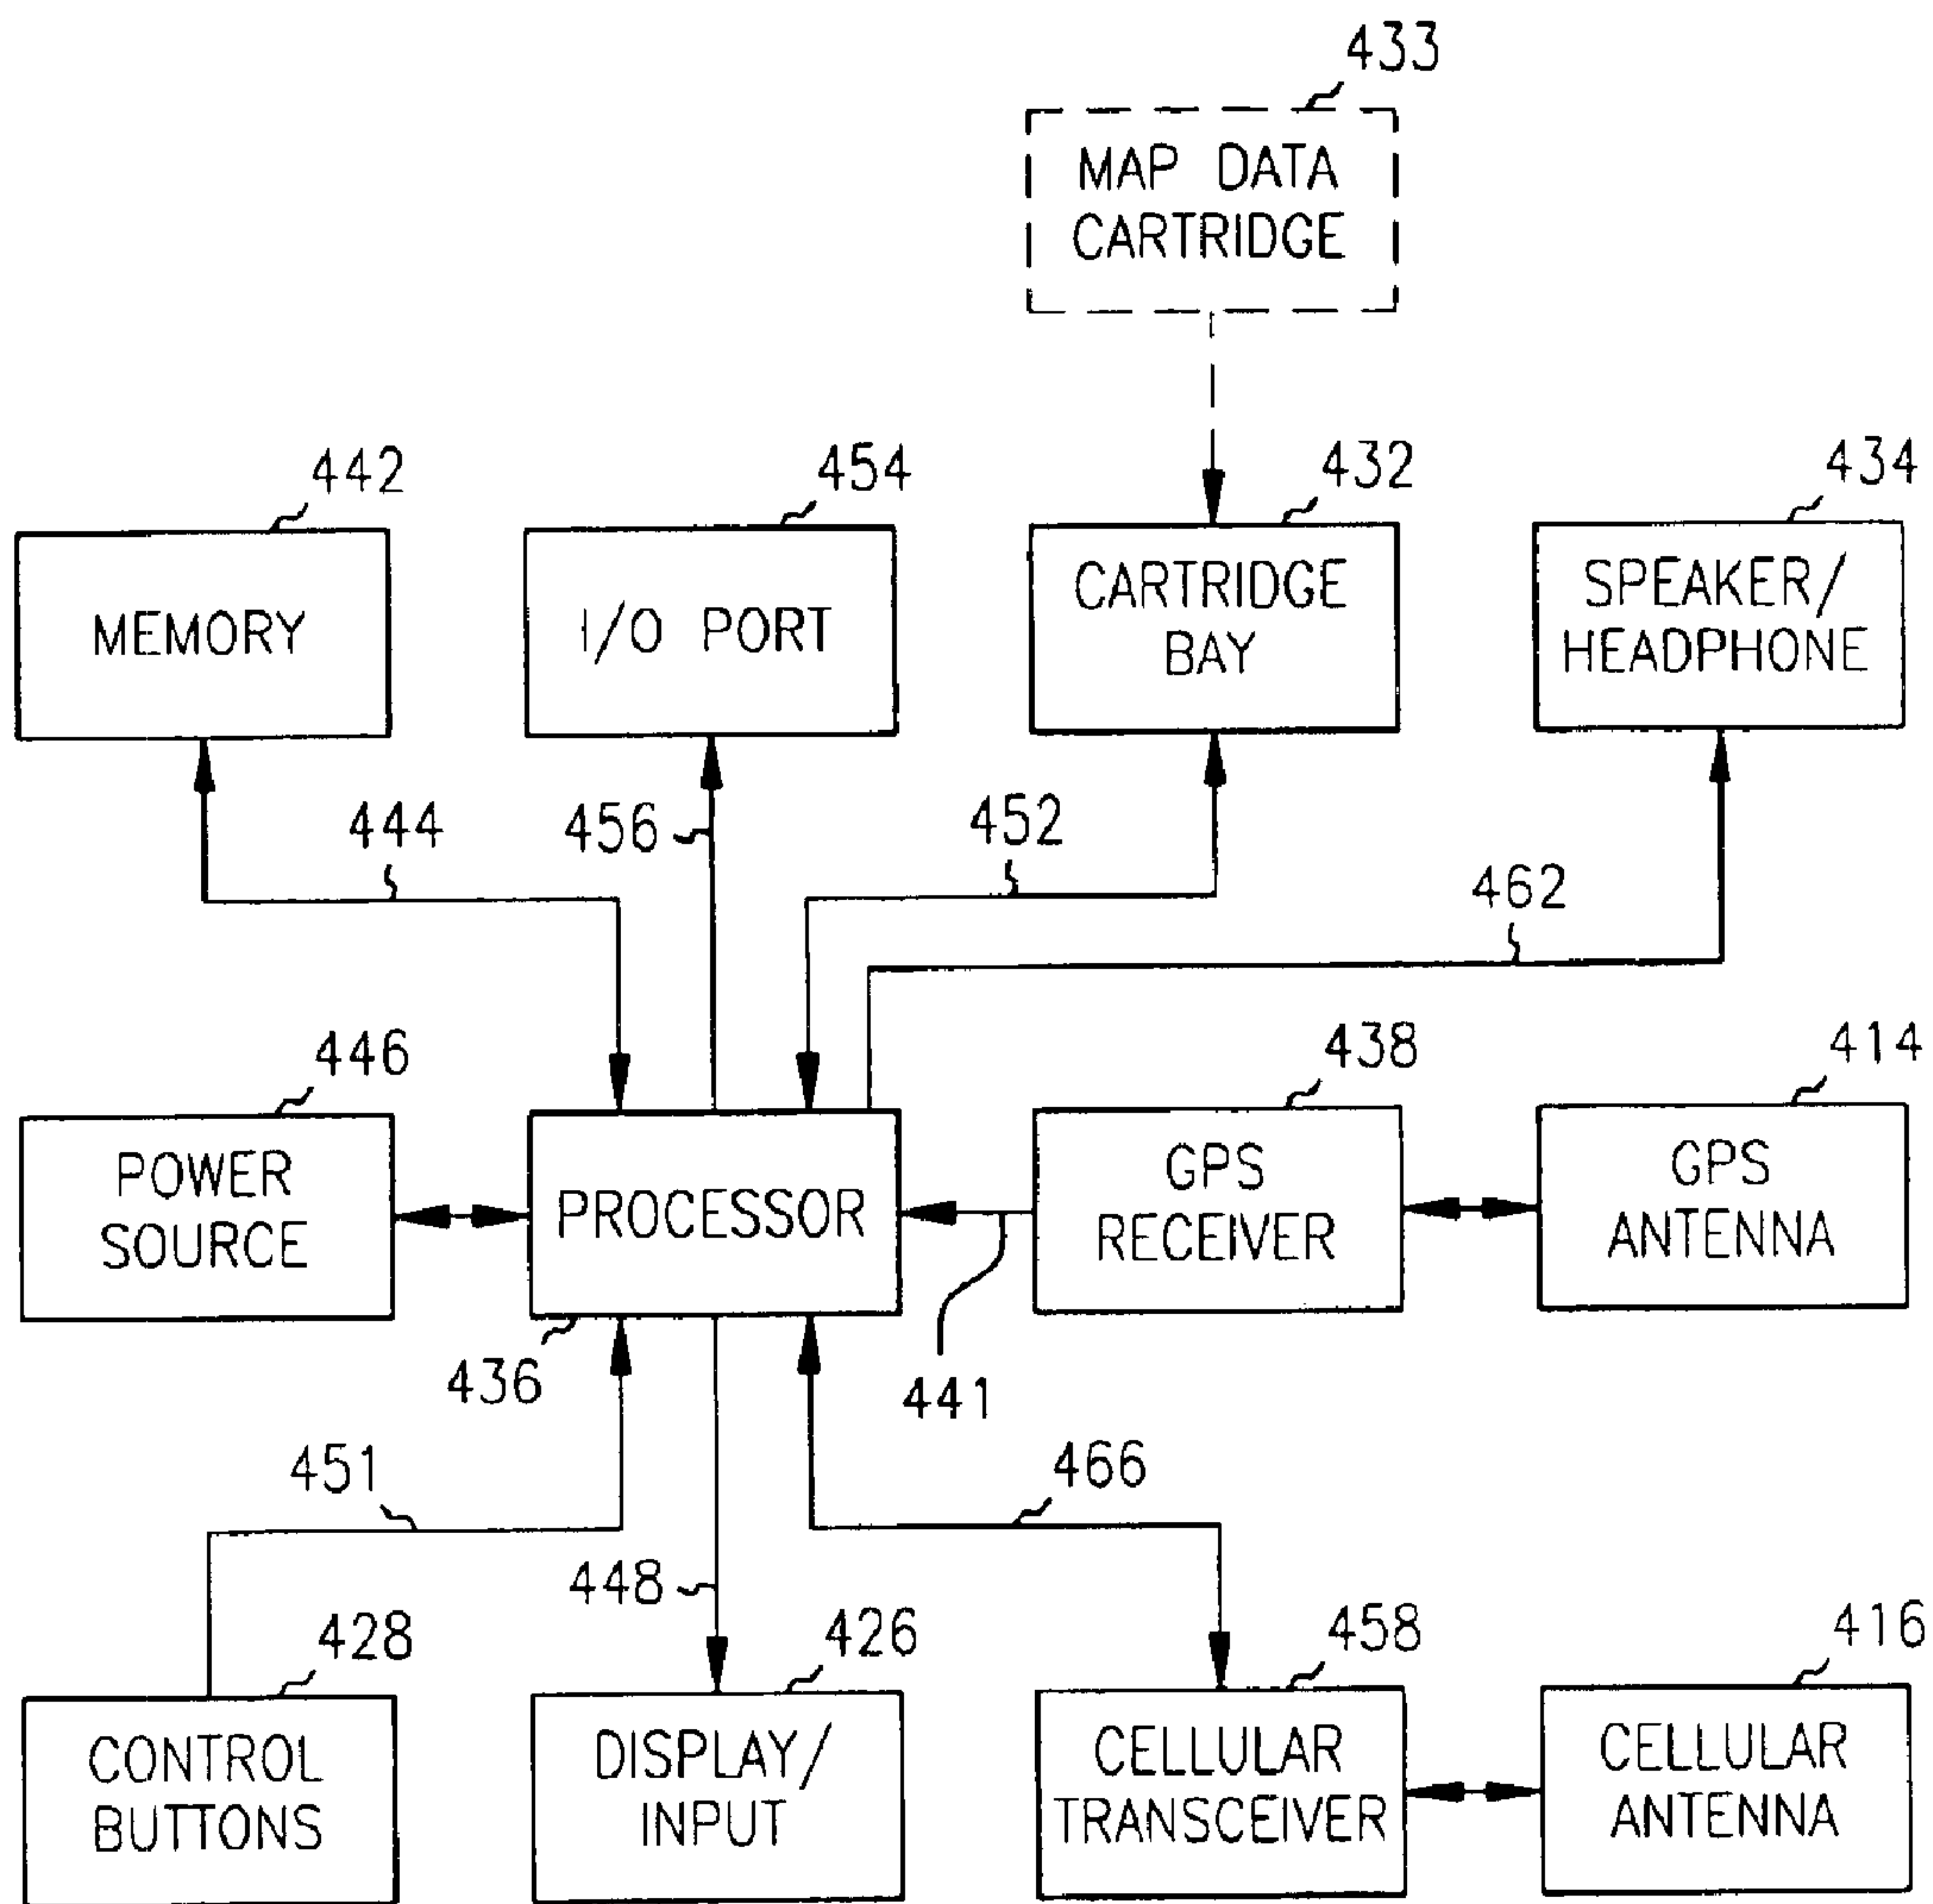 433
MAP DATA
CARTRIDGE
442
454
432
434
MEMORY
I/O PORT
CARTRIDGE
BAY
SPEAKER/
HEADPHONE
444
456
452
462
446
438
414
POWER
SOURCE
PROCESSOR
GPS
RECEIVER
GPS
ANTENNA
436
441
451
466
448
428
426
458
416
CONTROL
BUTTONS
DISPLAY/
INPUT
CELLULAR
TRANSCEIVER
CELLULAR
ANTENNA